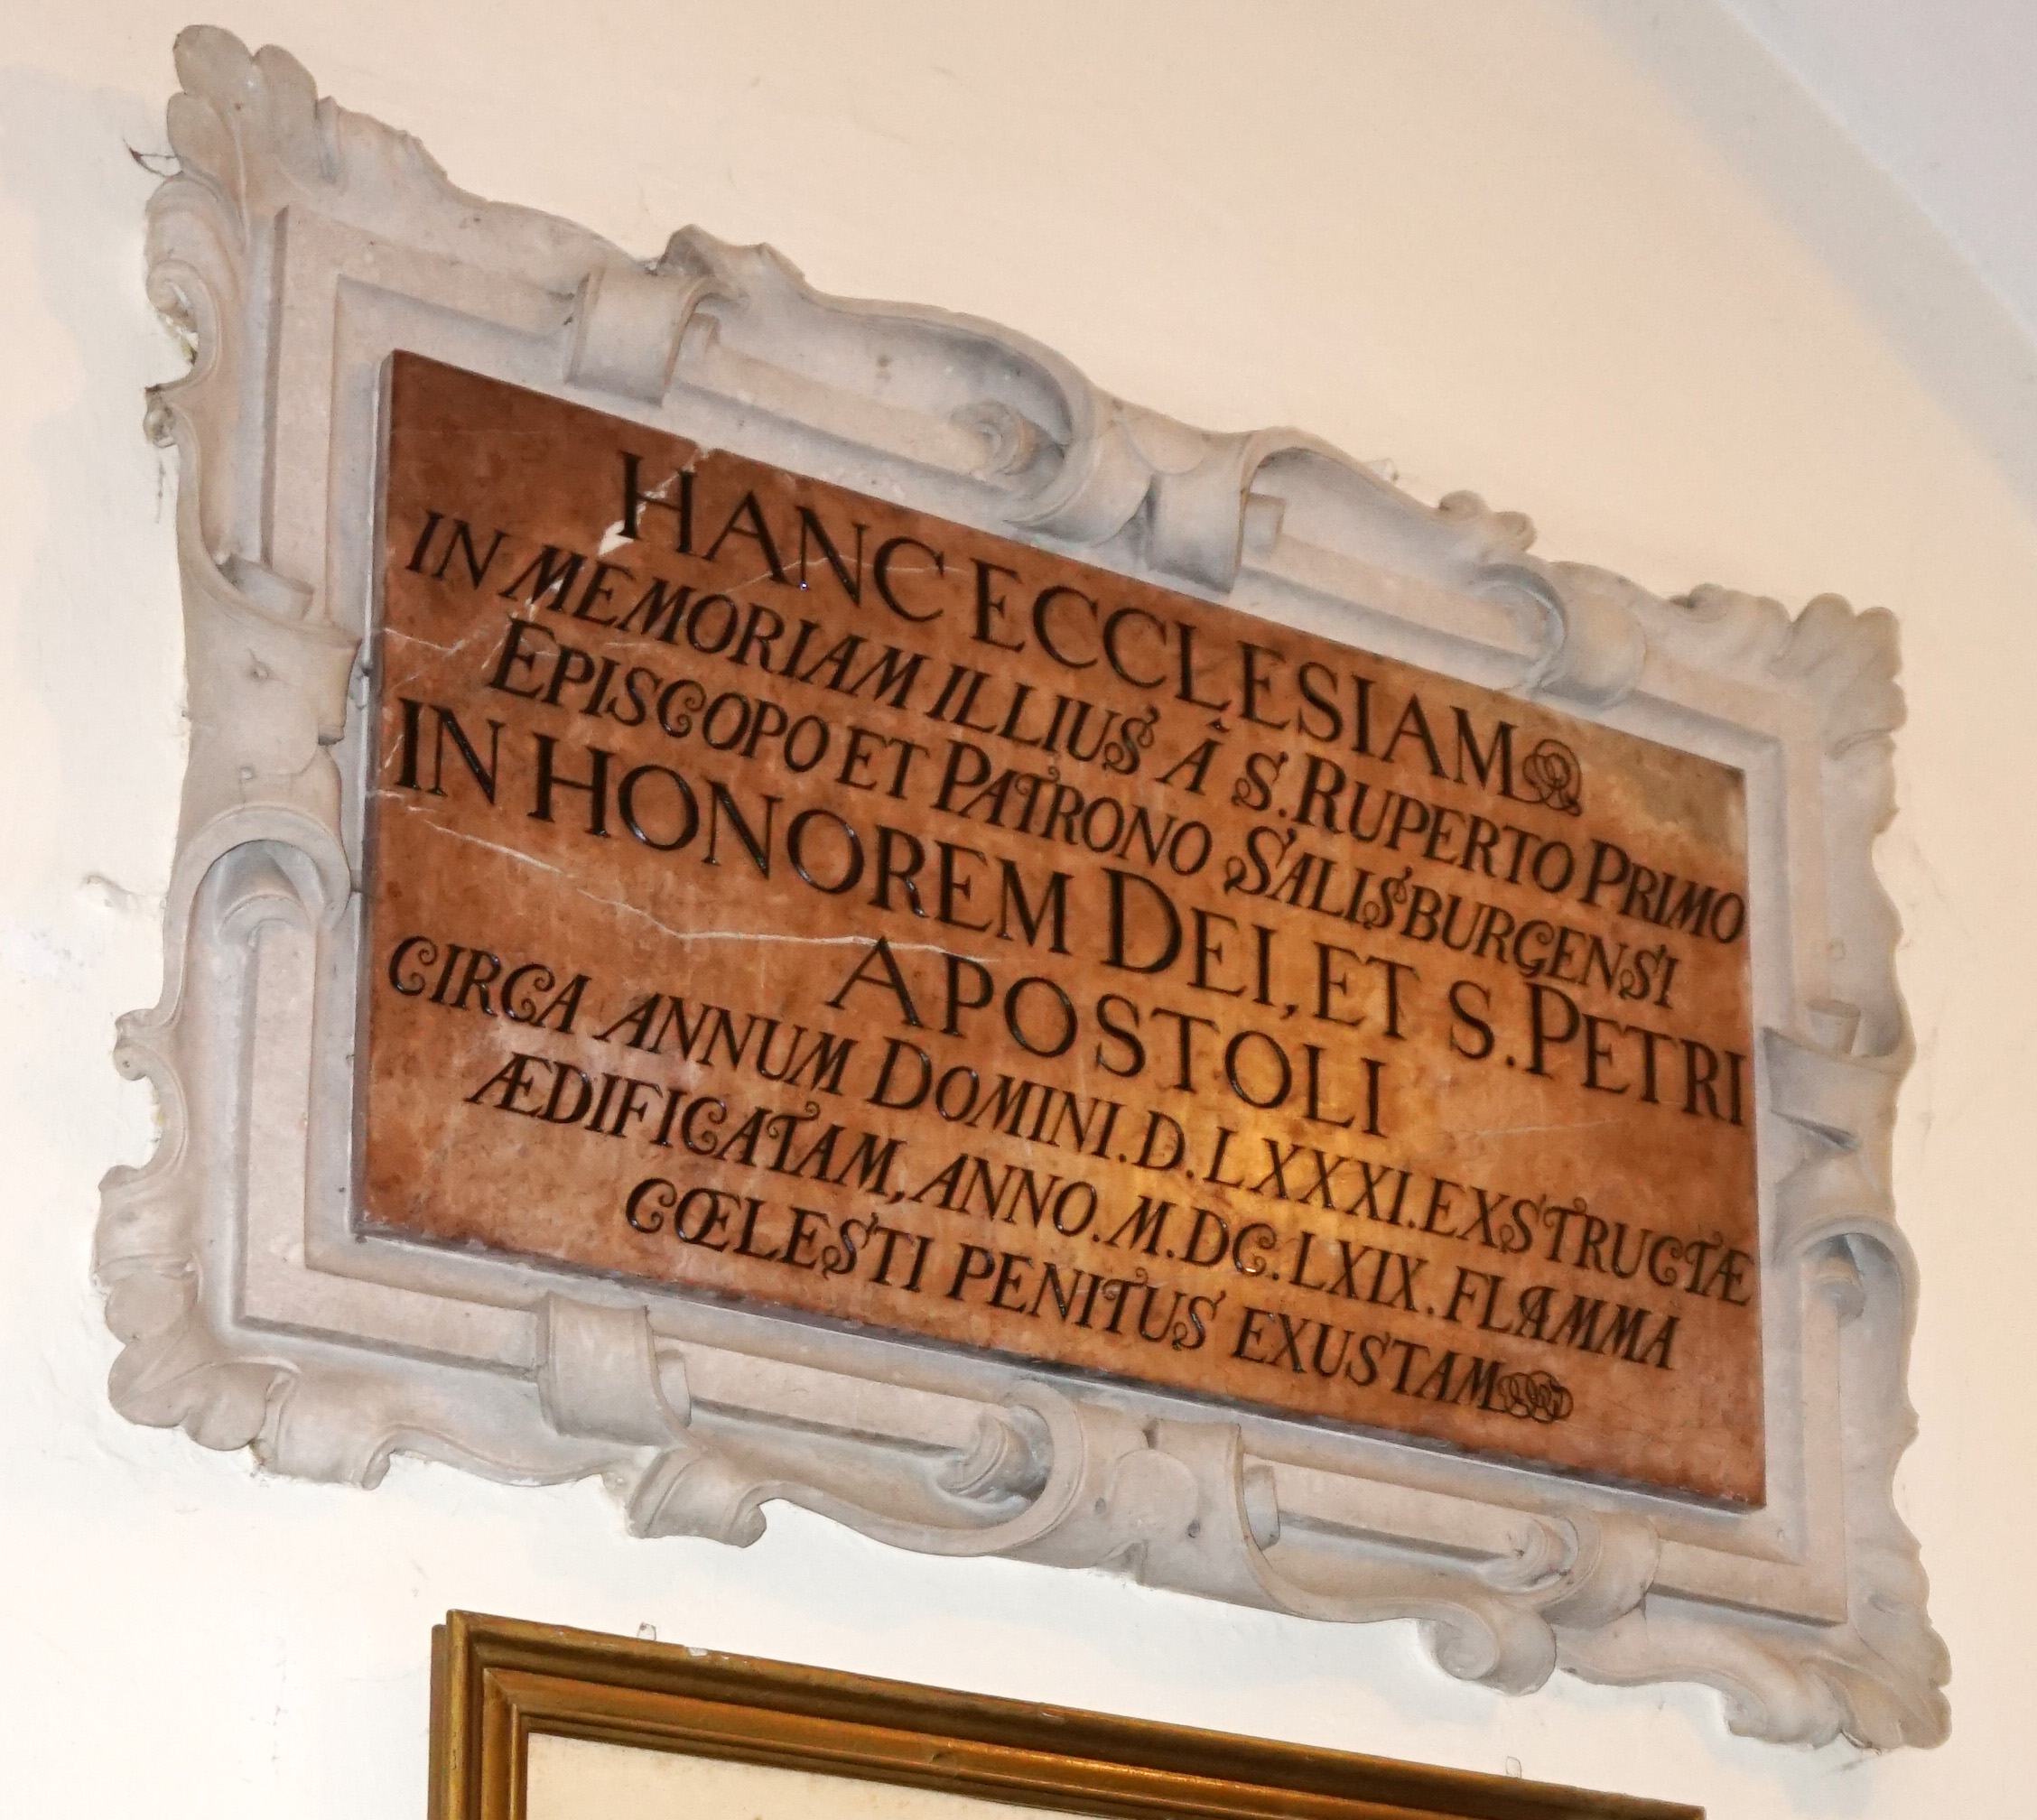 HANC ECCLESIAM
IN MEMORIAM ILLIUS Â S. RUPERTO PRIMO
EPISCOPO ET PATRONO SALISBURGENSI
IN HONOREM DEI, ET S. PETRI
APOSTOLI
CIRCA ANNUM DOMINI. D. LXXXI. EXSTRUCTÆ
ÆDIFICATAM, ANNO. M. DC. LXIX. FLAMMA
CŒLESTI PENITUS EXUSTAM